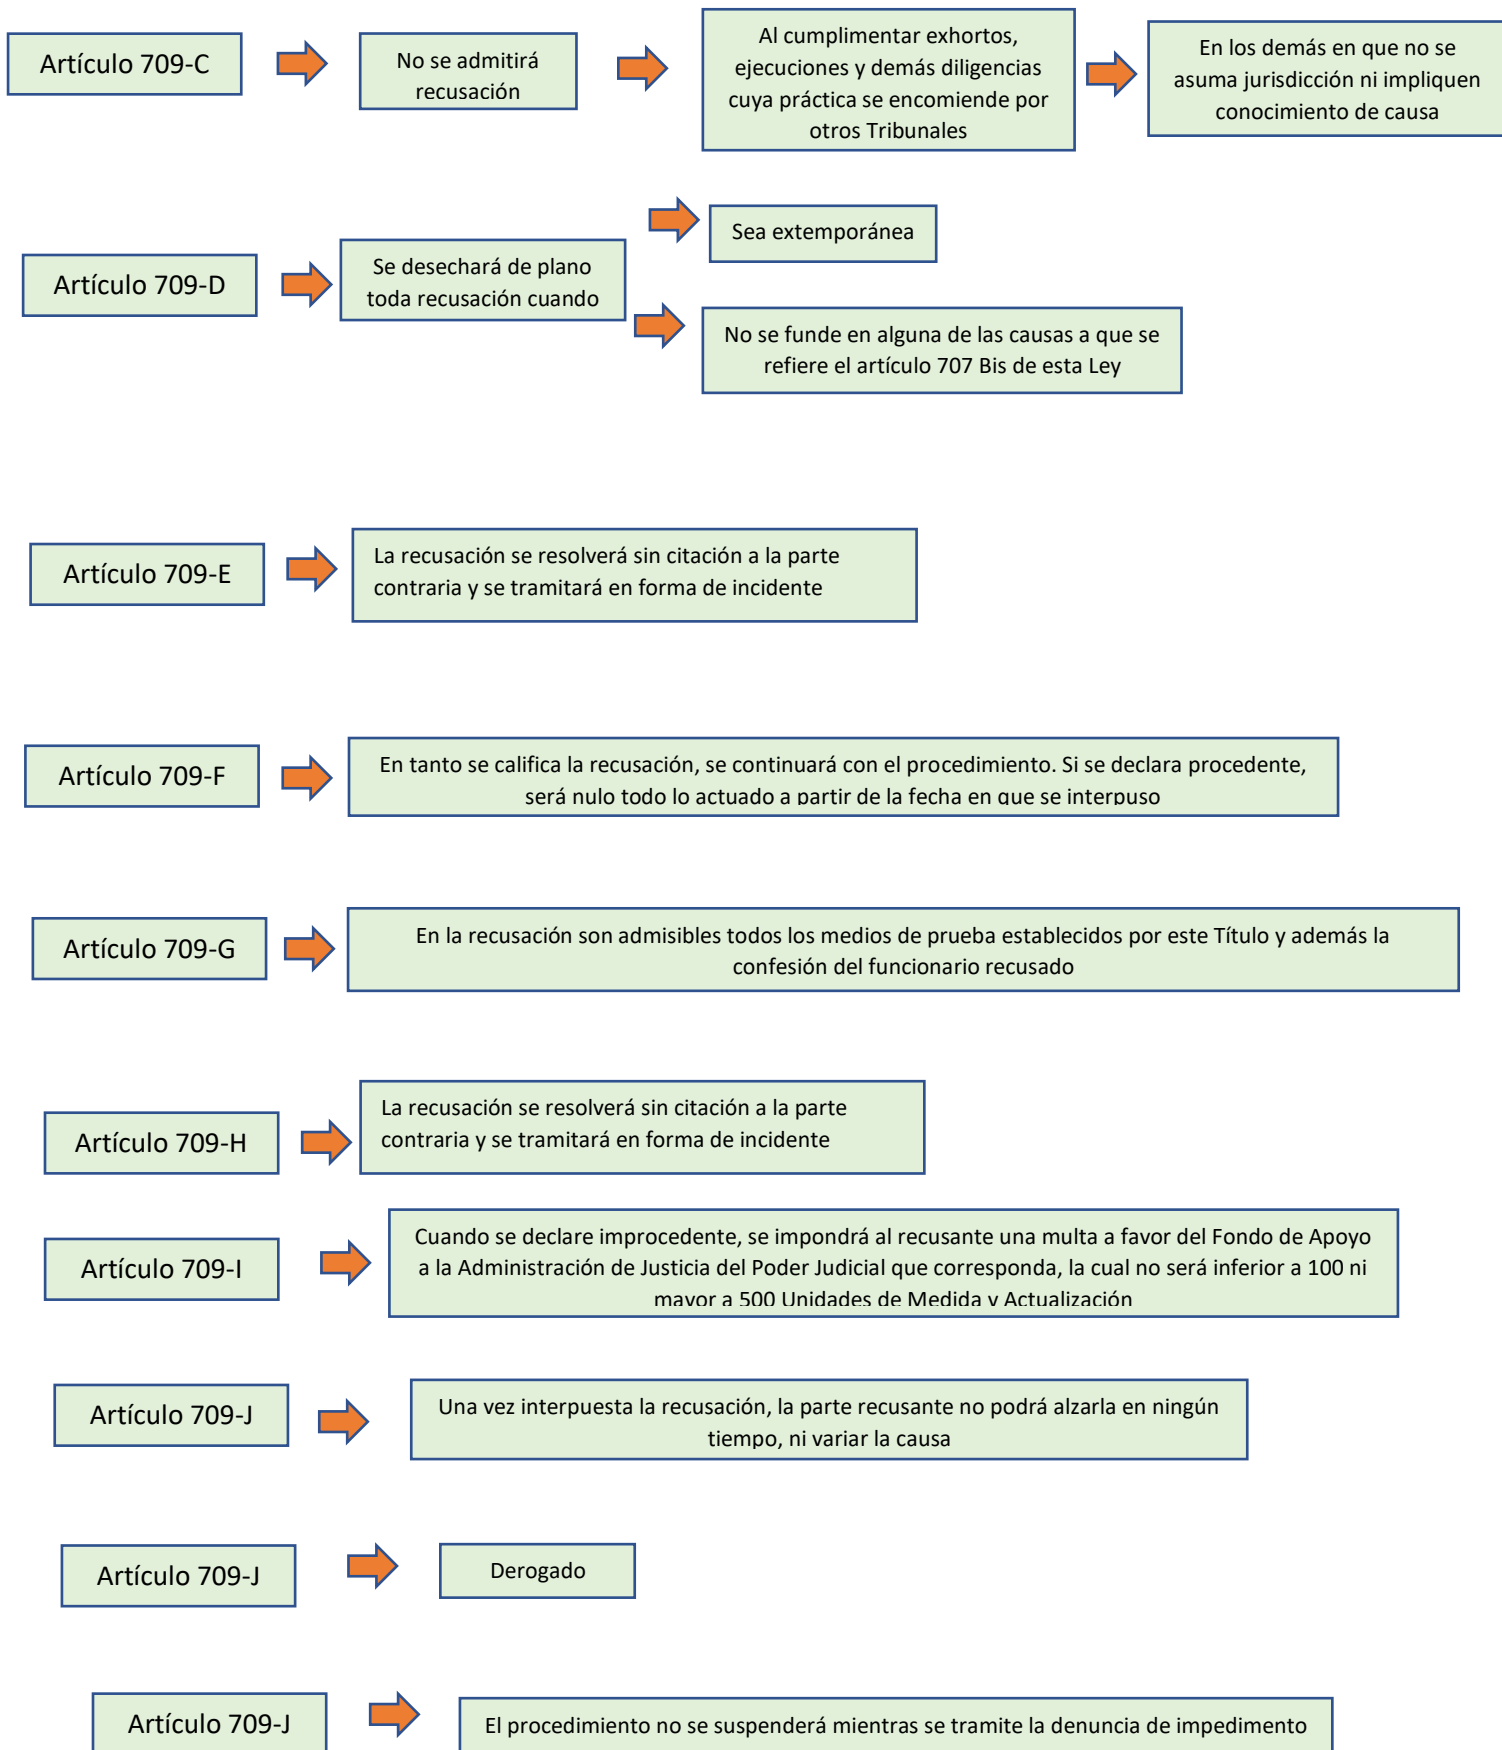 Artículo 709-C
No se admitirá
recusación
Al cumplimentar exhortos,
ejecuciones y demás diligencias
cuya práctica se encomiende por
otros Tribunales
En los demás en que no se
asuma jurisdicción ni impliquen
conocimiento de causa
Artículo 709-D
Se desechará de plano
toda recusación cuando
Sea extemporánea
No se funde en alguna de las causas a que se
refiere el artículo 707 Bis de esta Ley
Artículo 709-E
La recusación se resolverá sin citación a la parte
contraria y se tramitará en forma de incidente
Artículo 709-F
En tanto se califica la recusación, se continuará con el procedimiento. Si se declara procedente,
será nulo todo lo actuado a partir de la fecha en que se interpuso
Artículo 709-G
En la recusación son admisibles todos los medios de prueba establecidos por este Título y además la
confesión del funcionario recusado
Artículo 709-H
La recusación se resolverá sin citación a la parte
contraria y se tramitará en forma de incidente
Artículo 709-I
Cuando se declare improcedente, se impondrá al recusante una multa a favor del Fondo de Apoyo
a la Administración de Justicia del Poder Judicial que corresponda, la cual no será inferior a 100 ni
mayor a 500 Unidades de Medida y Actualización
Artículo 709-J
Una vez interpuesta la recusación, la parte recusante no podrá alzarla en ningún
tiempo, ni variar la causa
Artículo 709-J
Derogado
Artículo 709-J
El procedimiento no se suspenderá mientras se tramite la denuncia de impedimento